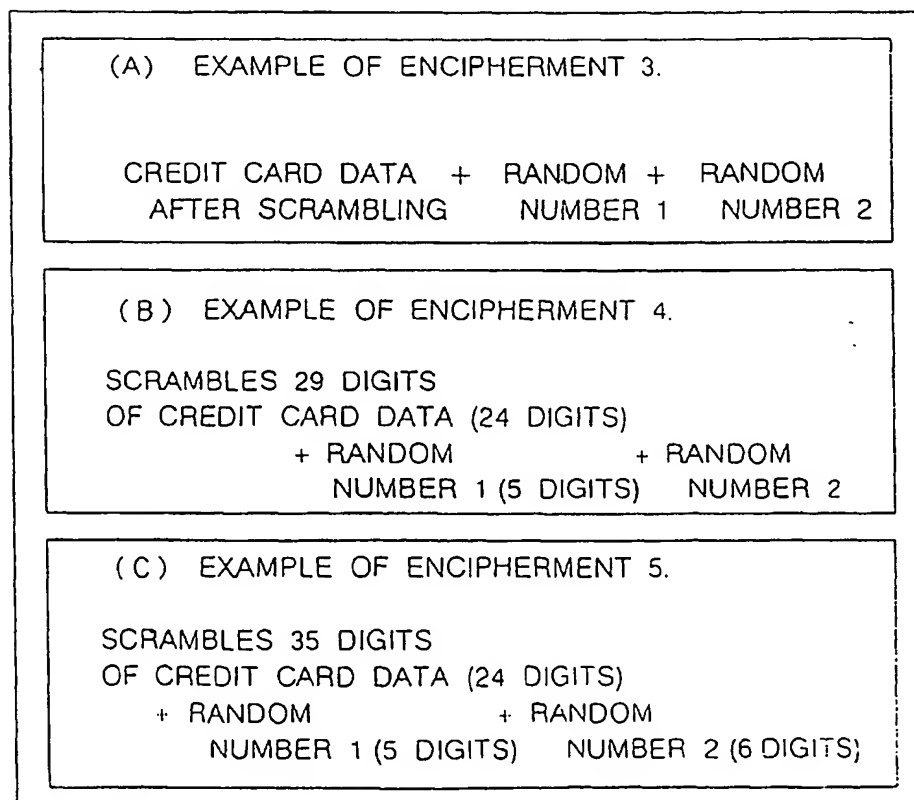 (A) EXAMPLE OF ENCIPHERMENT 3.
CREDIT CARD DATA + RANDOM + RANDOM
AFTER SCRAMBLING NUMBER 1 NUMBER 2
(B) EXAMPLE OF ENCIPHERMENT 4.
SCRAMBLES 29 DIGITS
OF CREDIT CARD DATA (24 DIGITS)
+ RANDOM + RANDOM
NUMBER 1 (5 DIGITS) NUMBER 2
(C) EXAMPLE OF ENCIPHERMENT 5.
SCRAMBLES 35 DIGITS
OF CREDIT CARD DATA (24 DIGITS)
+ RANDOM + RANDOM
NUMBER 1 (5 DIGITS) NUMBER 2 (6 DIGITS)